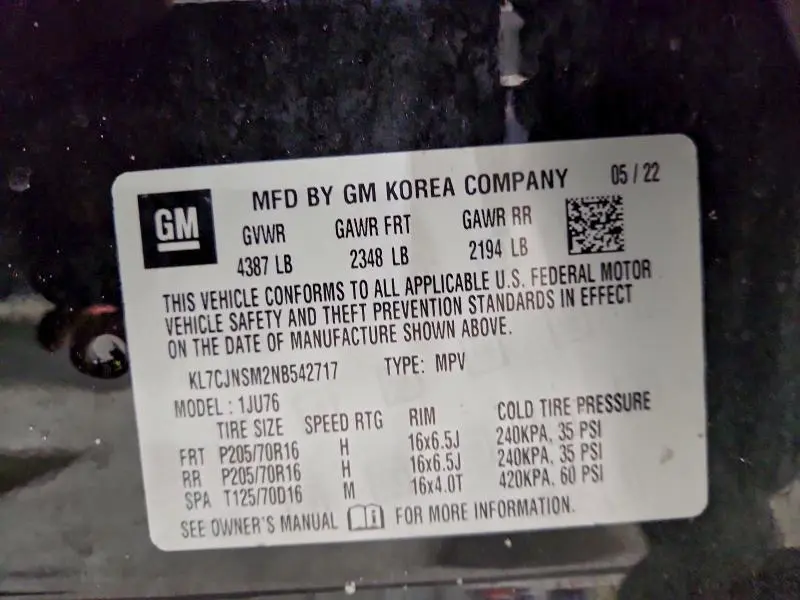 GM
MFD BY GM KOREA COMPANY 05 / 22
GVWR GAWR FRT GAWR RR
4387 LB 2348 LB 2194 LB
THIS VEHICLE CONFORMS TO ALL APPLICABLE U.S. FEDERAL MOTOR
VEHICLE SAFETY AND THEFT PREVENTION STANDARDS IN EFFECT
ON THE DATE OF MANUFACTURE SHOWN ABOVE.
KL7CJNSM2NB542717 TYPE: MPV
MODEL : 1JU76
TIRE SIZE SPEED RTG RIM COLD TIRE PRESSURE
FRT P205/70R16 H 16x6.5J 240KPA, 35 PSI
RR P205/70R16 H 16x6.5J 240KPA, 35 PSI
SPA T125/70D16 M 16x4.0T 420KPA, 60 PSI
SEE OWNER'S MANUAL i FOR MORE INFORMATION.